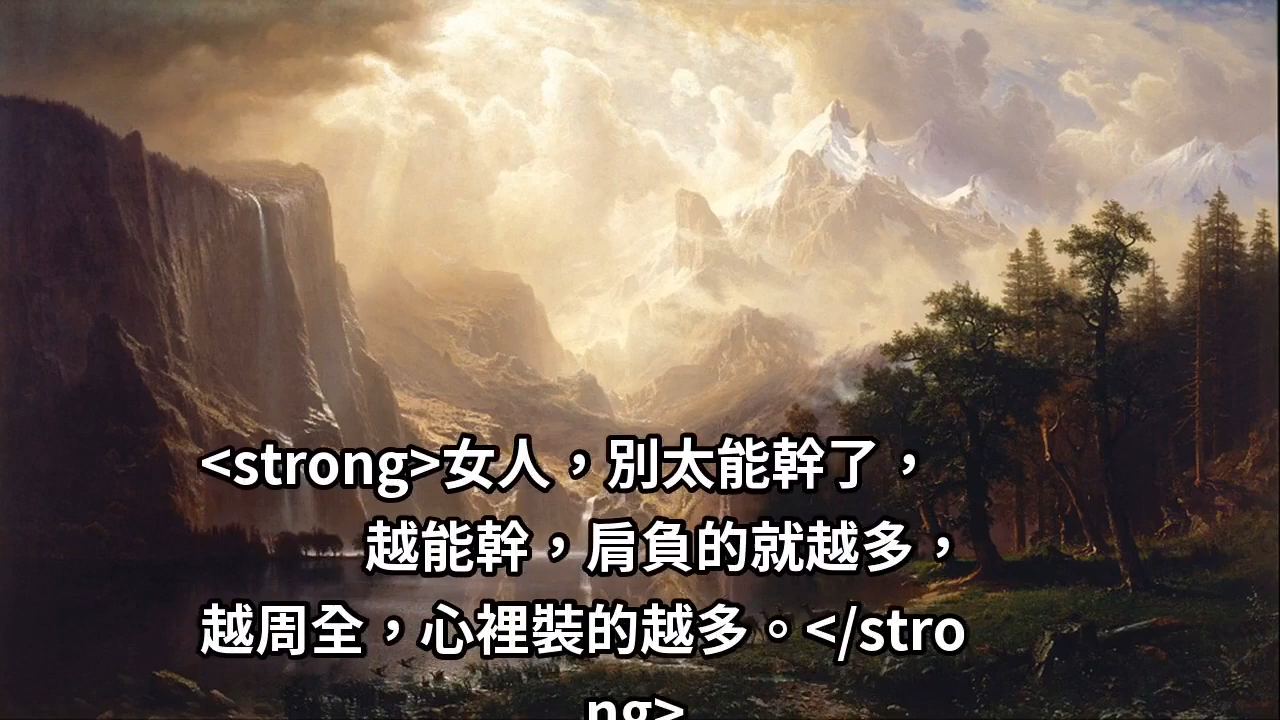 <strong>女人，別太能幹了，
越能幹，肩負的就越多，
越周全，心裡裝的越多。</stro
ng>